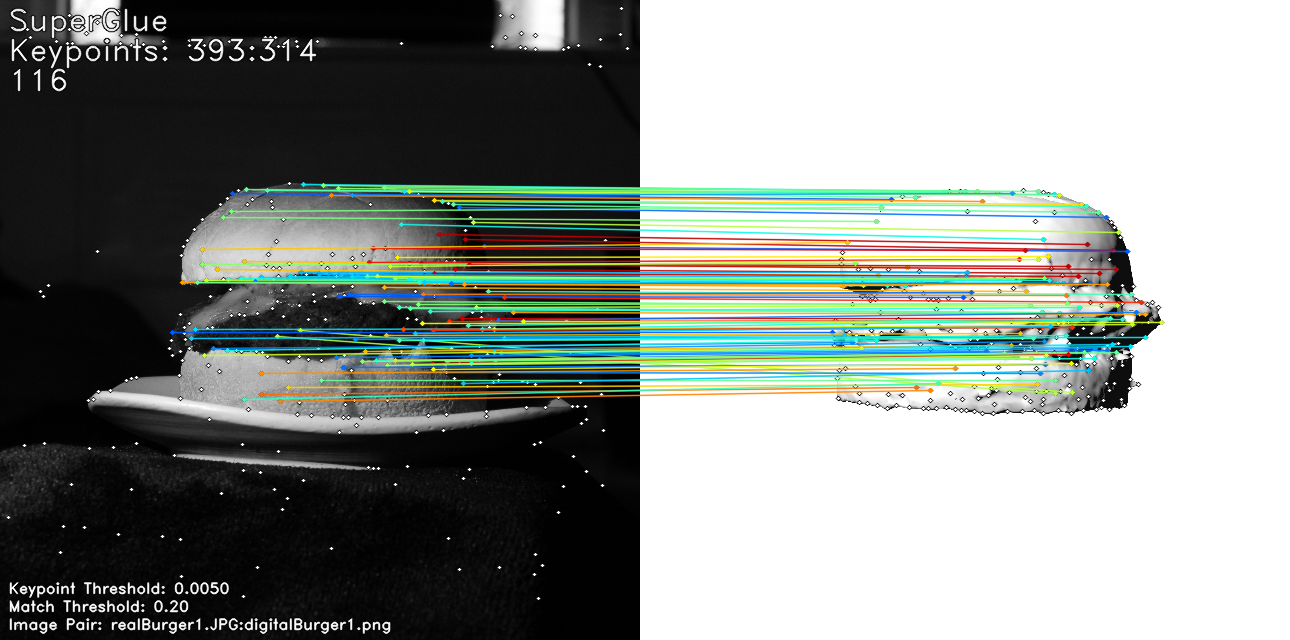 SuperGlue
Keypoints: 393:314
116
Keypoint Threshold: 0.0050
Match Threshold: 0.20
Image Pair: realBurger1.JPG:digitalBurger1.png